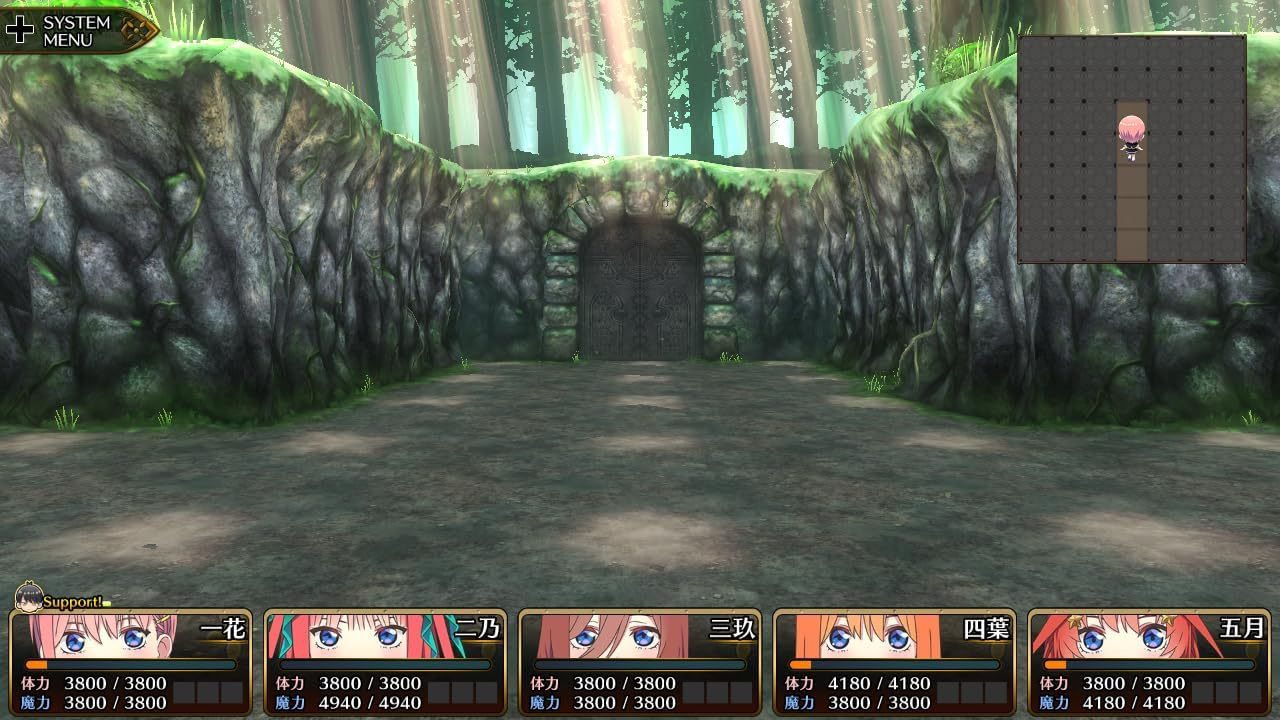 SYSTEM
MENU
Support!
一花
体力 3800 / 3800
魔力 3800 / 3800
二乃
体力 3800 / 3800
魔力 4940 / 4940
三玖
体力 3800 / 3800
魔力 3800 / 3800
四葉
体力 4180 / 4180
魔力 3800 / 3800
五月
体力 3800 / 3800
魔力 4180 / 4180